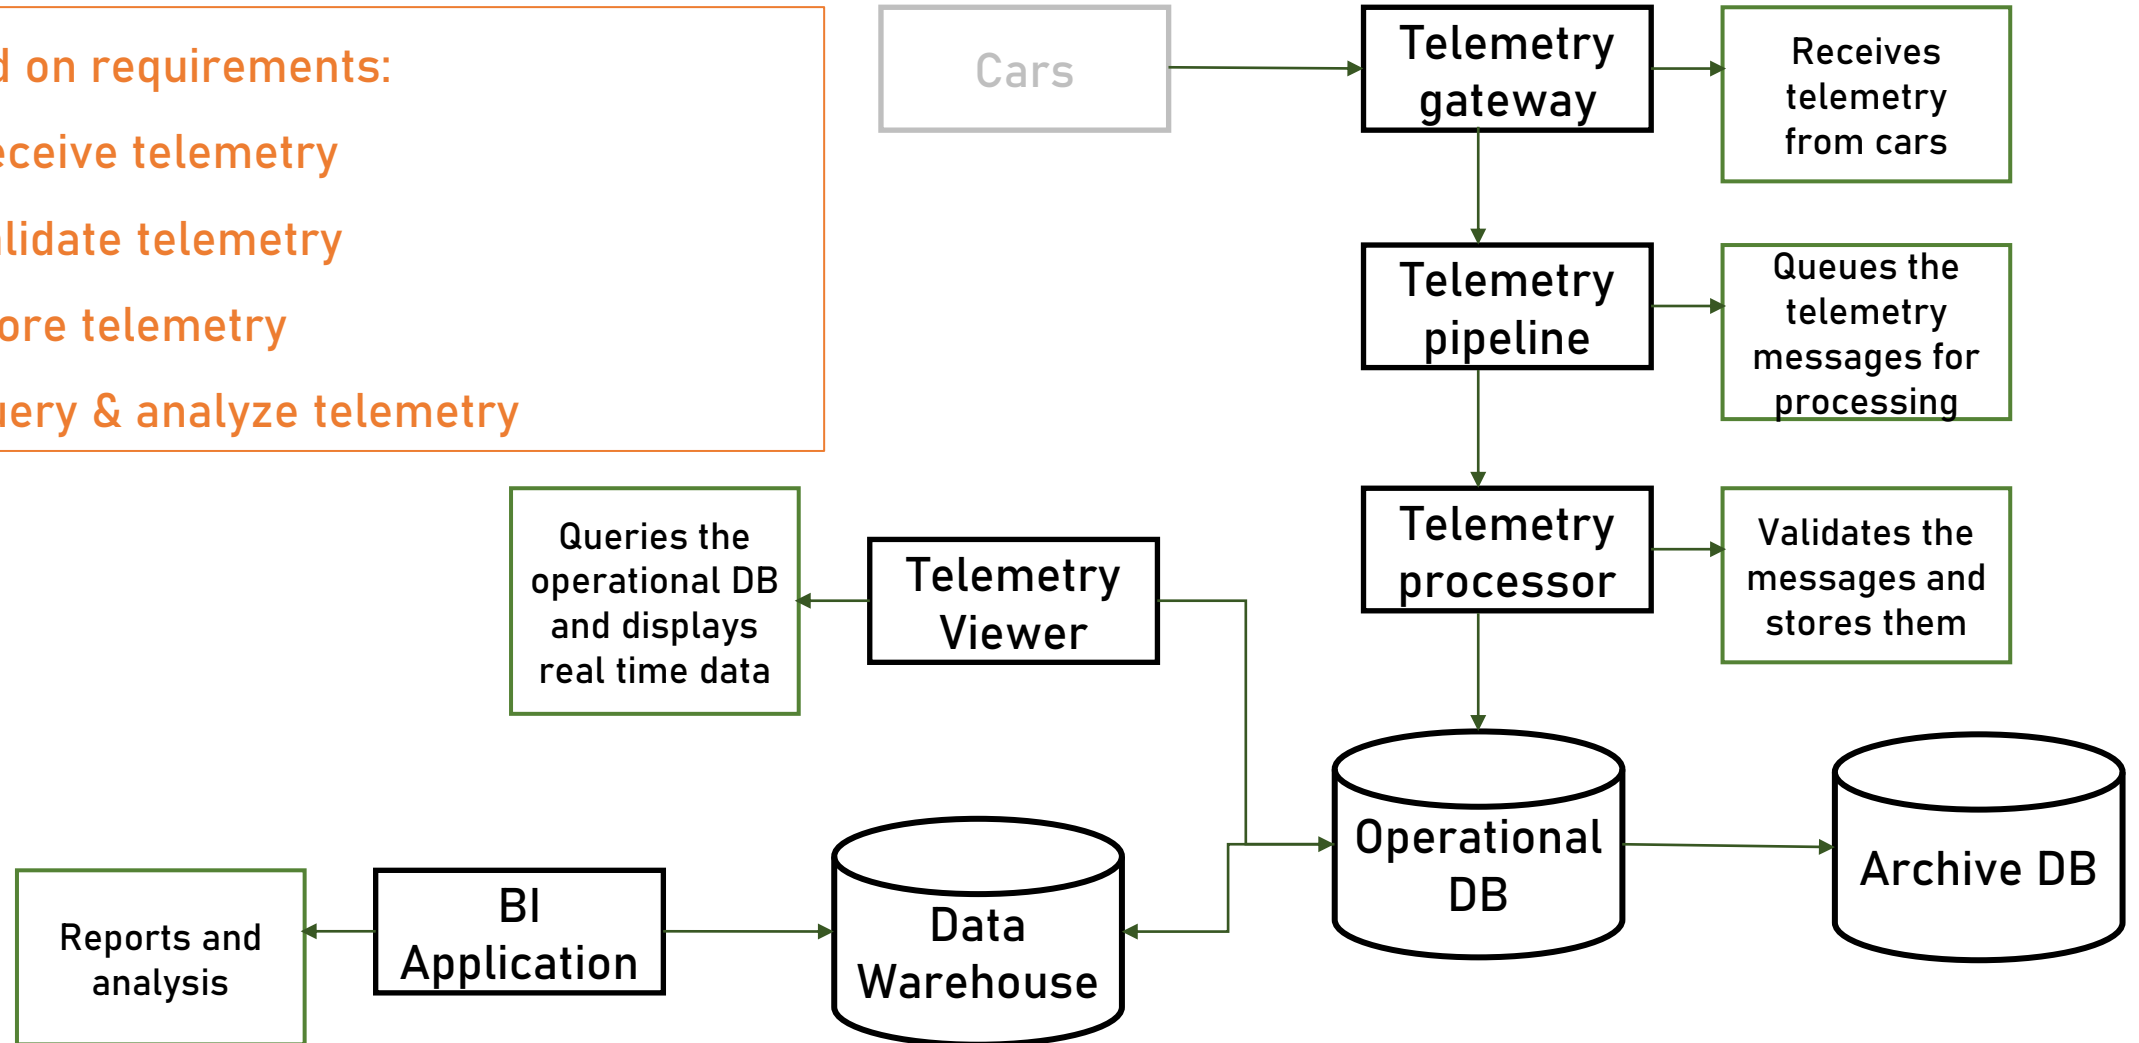 d on requirements:
eceive telemetry
alidate telemetry
ore telemetry
uery & analyze telemetry
Cars
Telemetry
gateway
Receives
telemetry
from cars
Telemetry
pipeline
Queues the
telemetry
messages for
processing
Telemetry
processor
Validates the
messages and
stores them
Queries the
operational DB
and displays
real time data
Telemetry
Viewer
Operational
DB
Archive DB
Data
Warehouse
BI
Application
Reports and
analysis